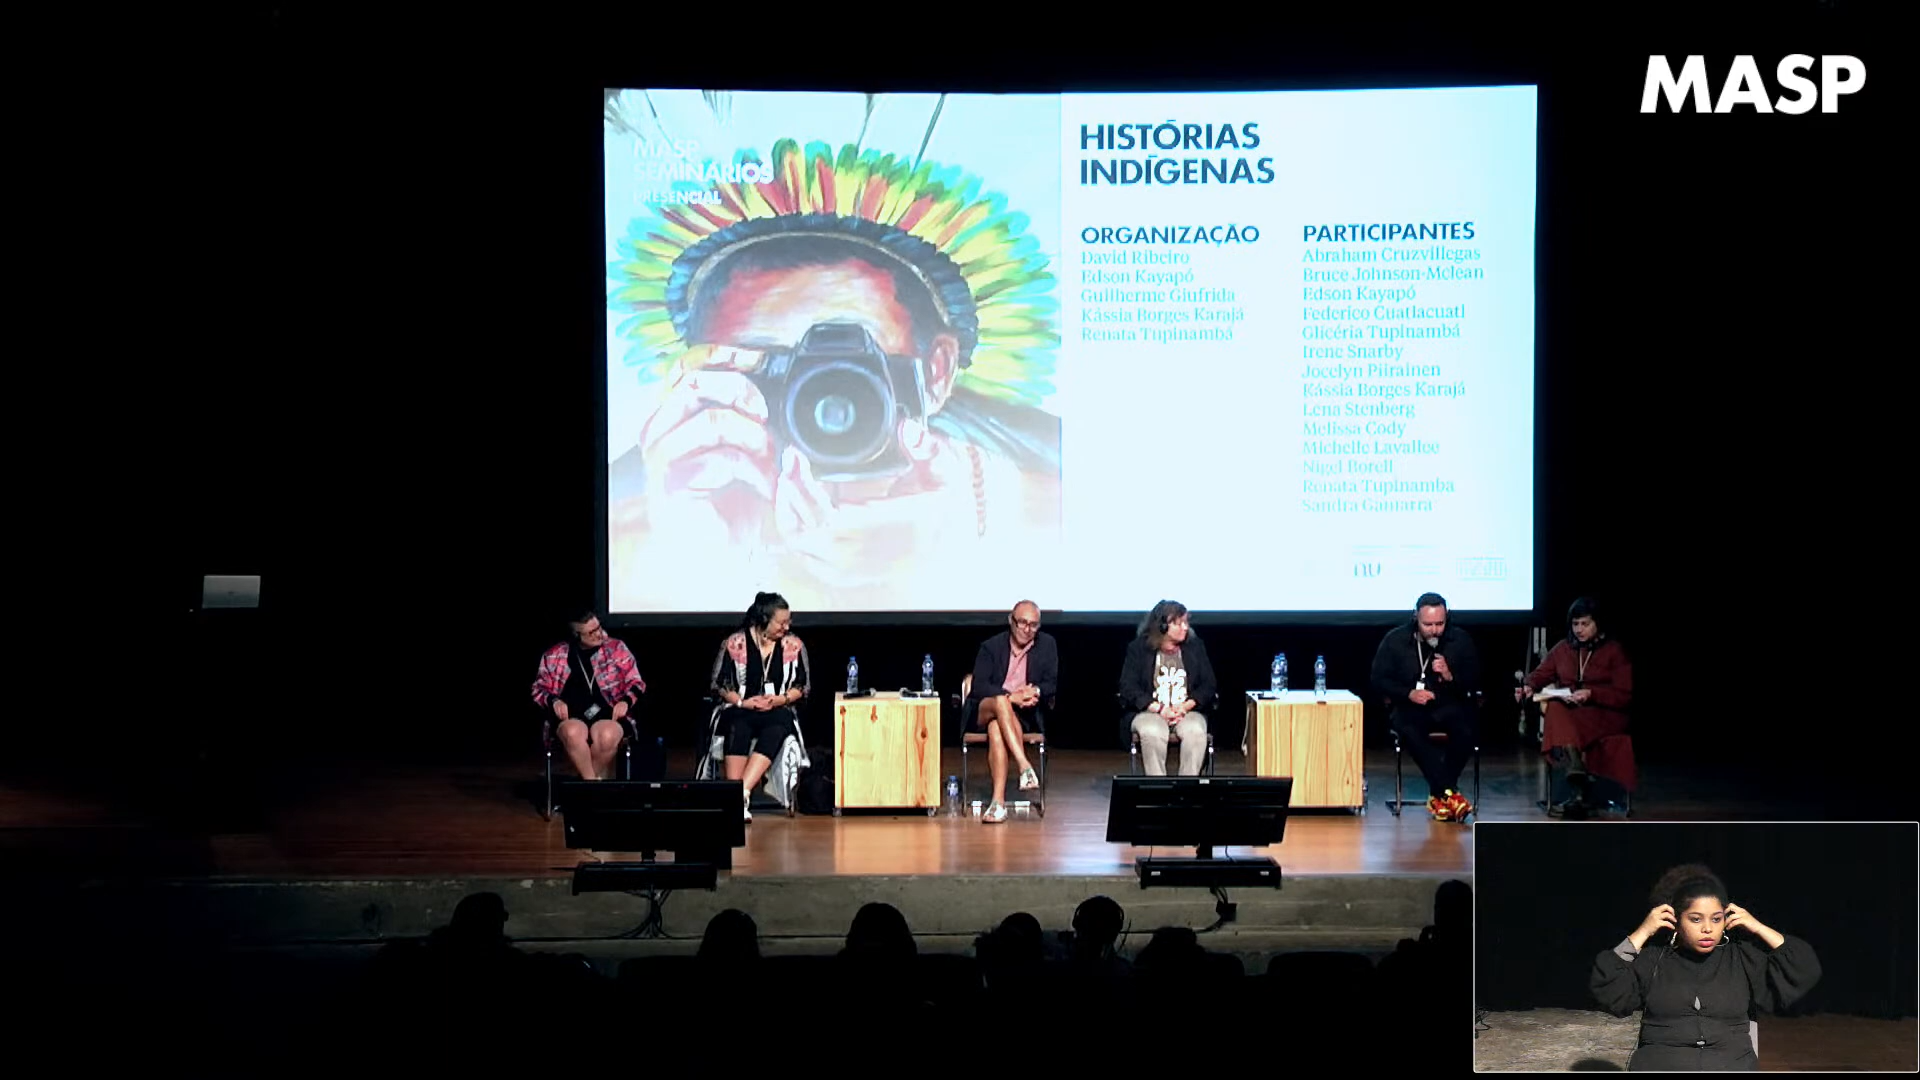 MASP
MASP
SEMINÁRIOS
PRESENCIAL
HISTÓRIAS
INDÍGENAS
ORGANIZAÇÃO
David Ribeiro
Edson Kayapó
Guilherme Giufrida
Kássia Borges Karajá
Renata Tupinambá
PARTICIPANTES
Abraham Cruzvillegas
Bruce Johnson-Mclean
Edson Kayapó
Federico Cuatlacuatl
Glicéria Tupinambá
Irene Snarby
Jocelyn Piirainen
Kássia Borges Karajá
Lena Stenberg
Melissa Cody
Michelle Lavallee
Nigel Borell
Renata Tupinamba
Sandra Gamarra
nu